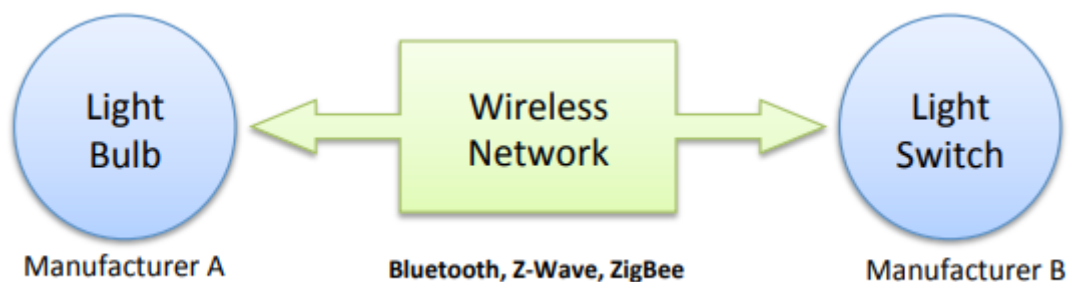 Light
Bulb
Wireless
Network
Light
Switch
Manufacturer A
Bluetooth, Z-Wave, ZigBee
Manufacturer B